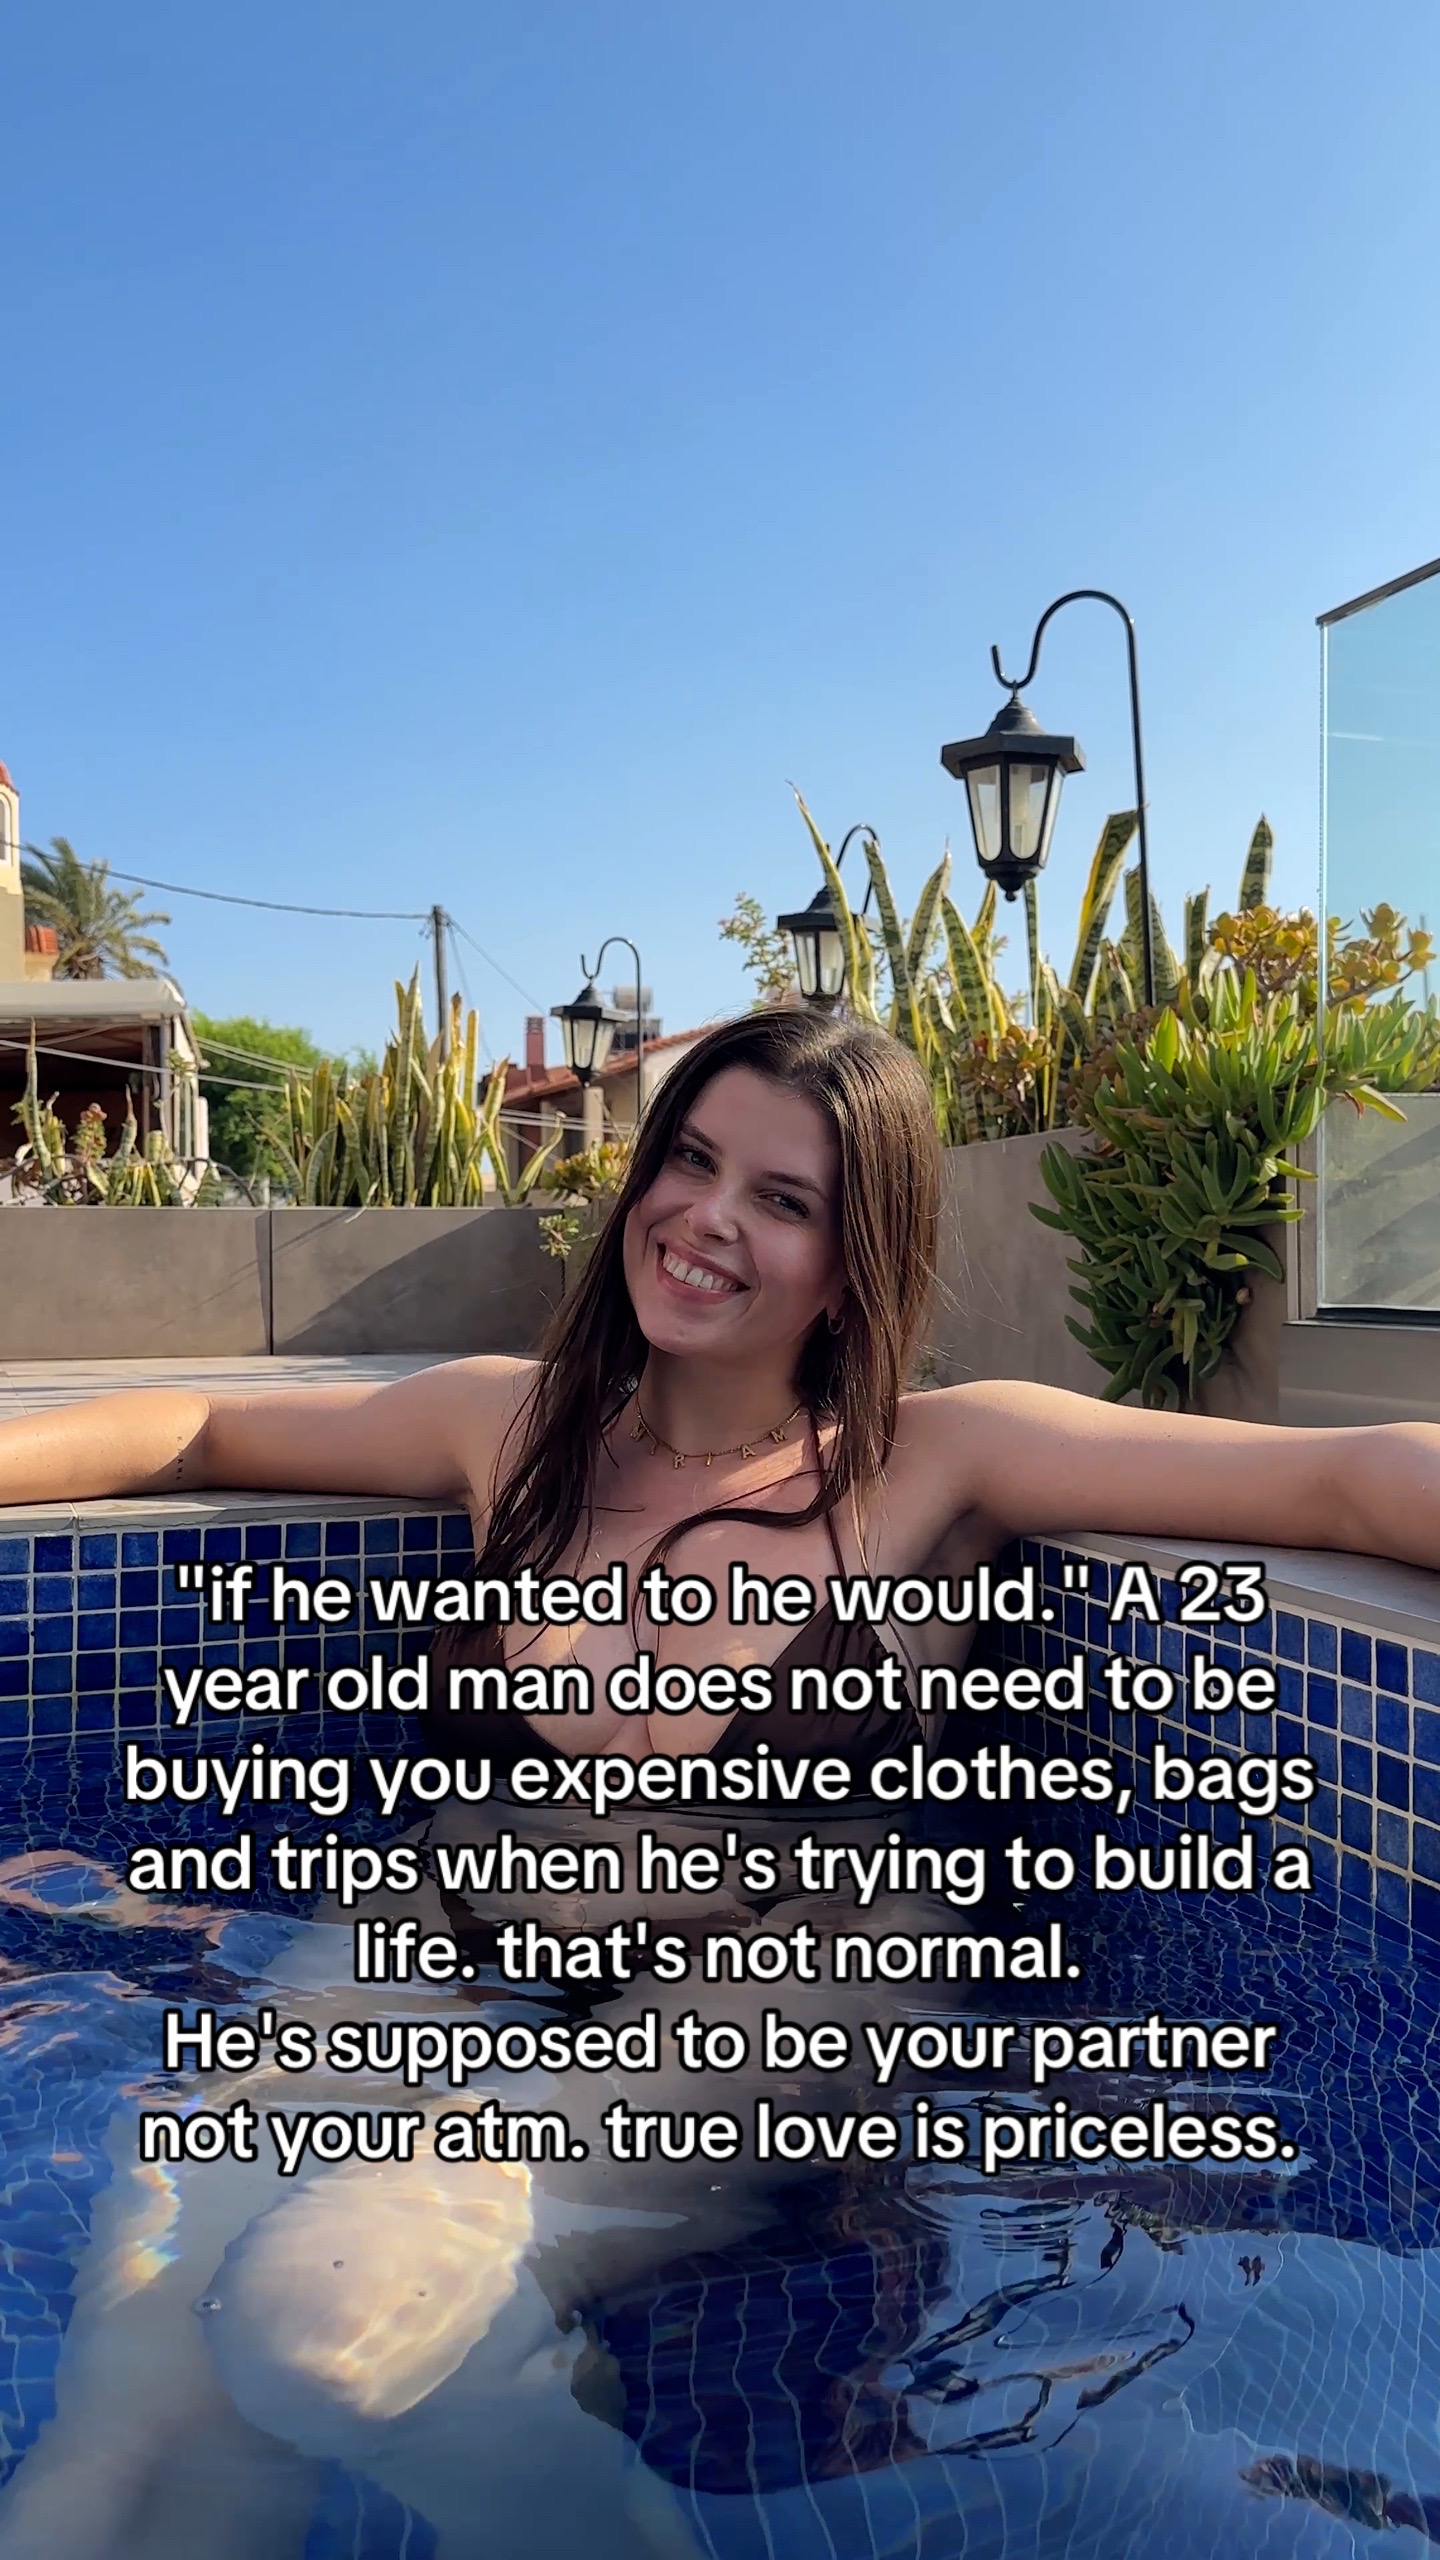 MIRIAM
"if he wanted to he would." A 23
year old man does not need to be
buying you expensive clothes, bags
and trips when he's trying to build a
life. that's not normal.
He's supposed to be your partner
not your atm. true love is priceless.